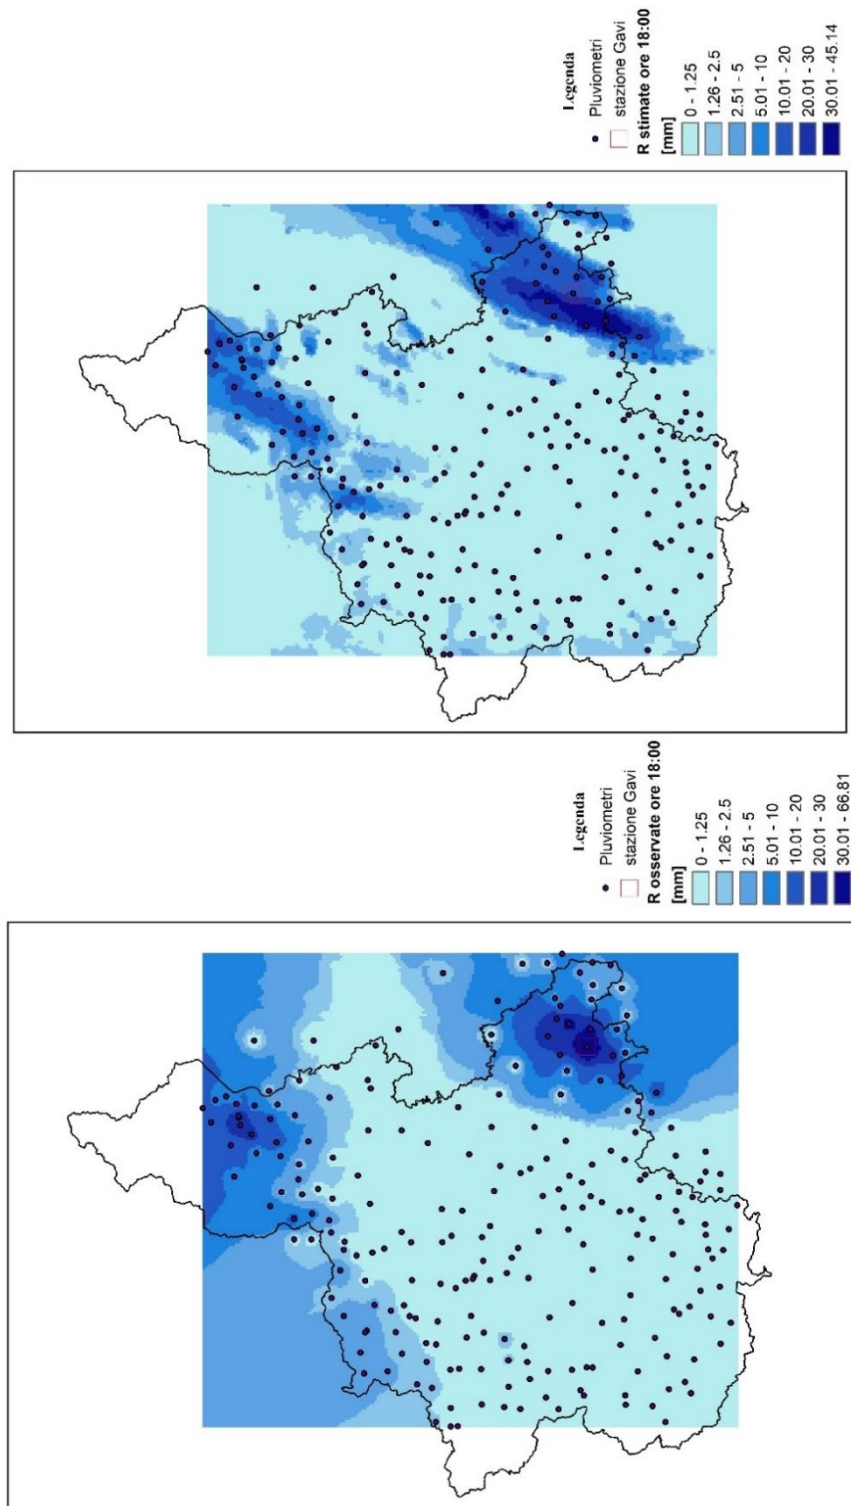 Legenda
Pluviometri
stazione Gavi
R stimate ore 18:00
[mm]
0 - 1.25
1.26 - 2.5
2.51 - 5
5.01 - 10
10.01 - 20
20.01 - 30
30.01 - 45.14
Legenda
Pluviometri
stazione Gavi
R osservate ore 18:00
[mm]
0 - 1.25
1.26 - 2.5
2.51 - 5
5.01 - 10
10.01 - 20
20.01 - 30
30.01 - 66.81